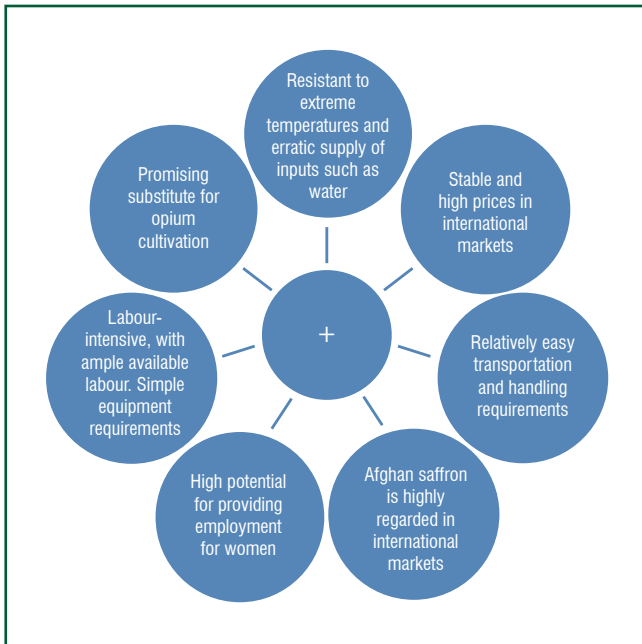 Resistant to
extreme
temperatures and
erratic supply of
inputs such as
water
Stable and
high prices in
international
markets
Relatively easy
transportation
and handling
requirements
Afghan saffron
is highly
regarded in
international
markets
High potential
for providing
employment
for women
Labour-
intensive, with
ample available
labour. Simple
equipment
requirements
Promising
substitute for
opium
cultivation
+